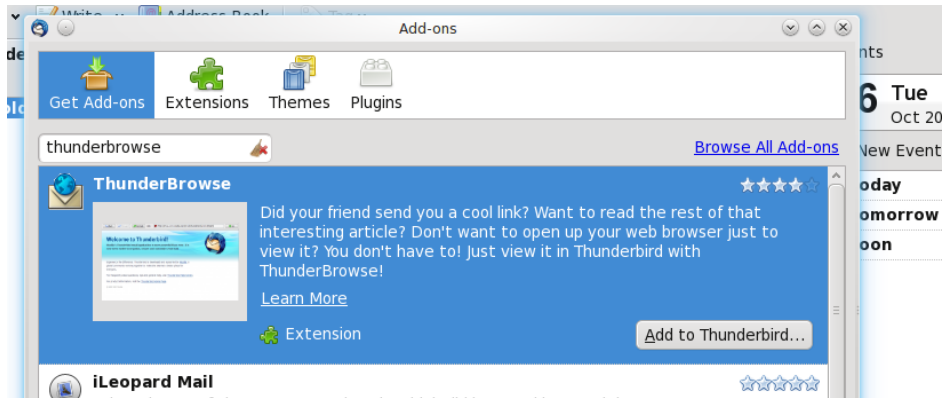 Write
Address Book
Tag
Add-ons
Get Add-ons
Extensions
Themes
Plugins
thunderbrowse
Browse All Add-ons
ThunderBrowse
Did your friend send you a cool link? Want to read the rest of that
interesting article? Don't want to open up your web browser just to
view it? You don't have to! Just view it in Thunderbird with
ThunderBrowse!
Learn More
Extension
Add to Thunderbird...
iLeopard Mail
nts
6 Tue
Oct 20
New Event
oday
omorrow
oon